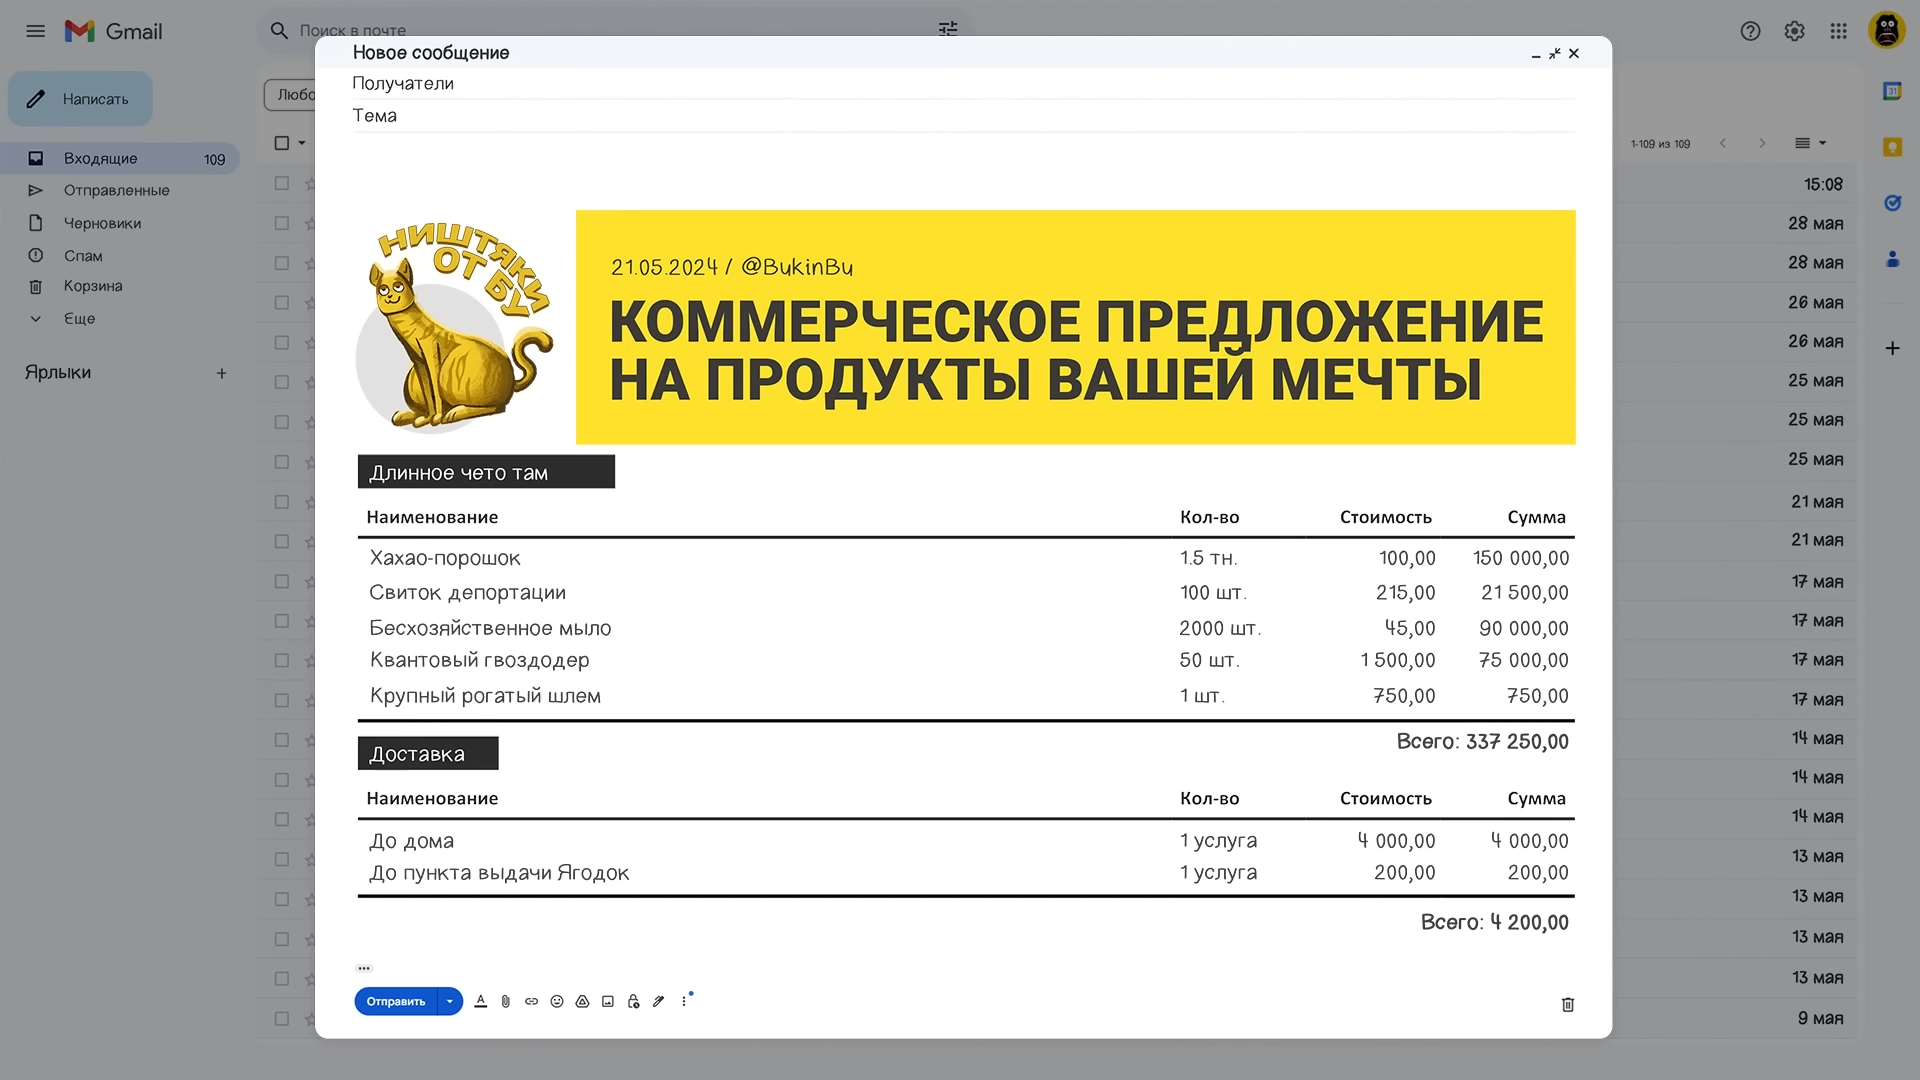 Gmail
Поиск в почте
Написать
Любо
Входящие 109
Отправленные
Черновики
Спам
Корзина
Еще
Ярлыки
Новое сообщение
Получатели
Тема
НИШТЯКИ
ОТ БУ
21.05.2024 / @BukinBu
КОММЕРЧЕСКОЕ ПРЕДЛОЖЕНИЕ
НА ПРОДУКТЫ ВАШЕЙ МЕЧТЫ
Длинное чето там
Наименование Кол-во Стоимость Сумма
Хахао-порошок 1.5 тн. 100,00 150 000,00
Свиток депортации 100 шт. 215,00 21 500,00
Бесхозяйственное мыло 2000 шт. 45,00 90 000,00
Квантовый гвоздодер 50 шт. 1 500,00 75 000,00
Крупный рогатый шлем 1 шт. 750,00 750,00
Всего: 337 250,00
Доставка
Наименование Кол-во Стоимость Сумма
До дома 1 услуга 4 000,00 4 000,00
До пункта выдачи Ягодок 1 услуга 200,00 200,00
Всего: 4 200,00
Отправить
1-109 из 109
15:08
28 мая
28 мая
26 мая
26 мая
25 мая
25 мая
25 мая
21 мая
21 мая
17 мая
17 мая
17 мая
17 мая
14 мая
14 мая
14 мая
13 мая
13 мая
13 мая
13 мая
9 мая
31